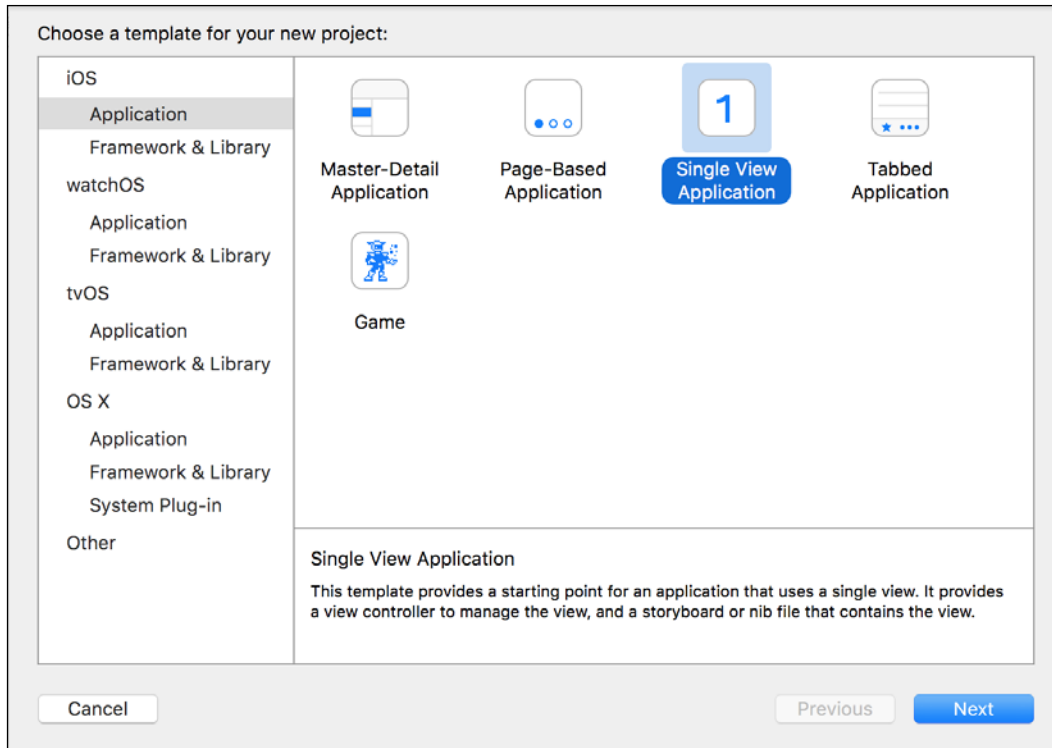 Choose a template for your new project:
iOS
Application
Framework & Library
watchOS
Application
Framework & Library
tvOS
Application
Framework & Library
OS X
Application
Framework & Library
System Plug-in
Other
Master-Detail
Application
Page-Based
Application
1
Single View
Application
Tabbed
Application
Game
Single View Application
This template provides a starting point for an application that uses a single view. It provides
a view controller to manage the view, and a storyboard or nib file that contains the view.
Cancel
Previous
Next